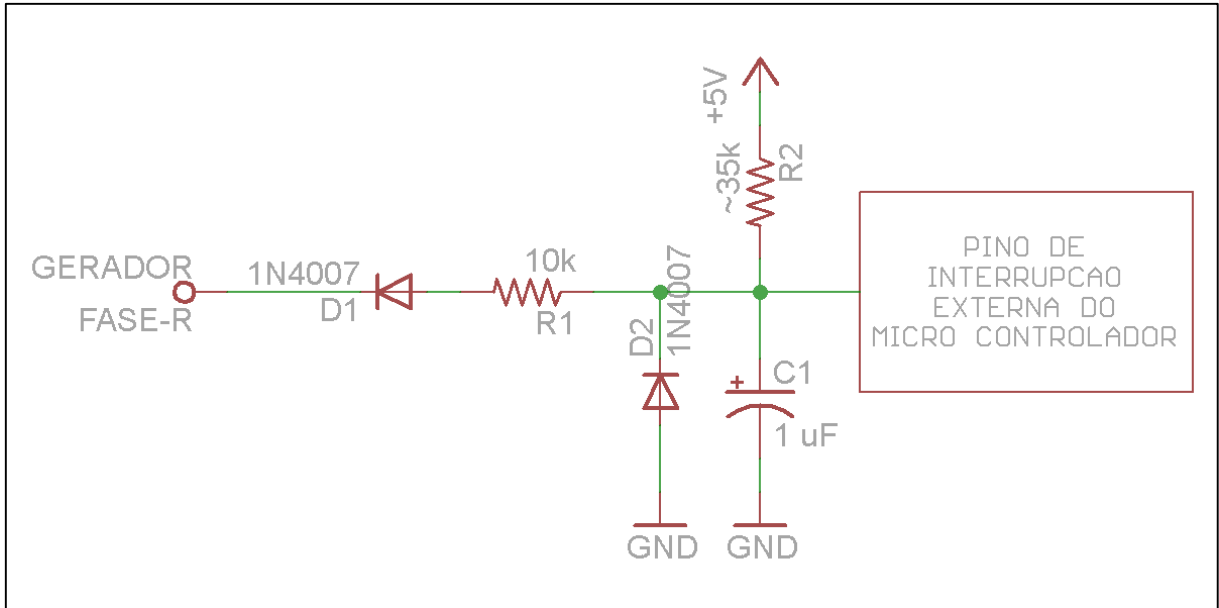 +5V
~35k
R2
GERADOR
FASE-R
1N4007
D1
10k
R1
D2
1N4007
C1
1 uF
GND
GND
PINO DE
INTERRUPCAO
EXTERNA DO
MICRO CONTROLADOR